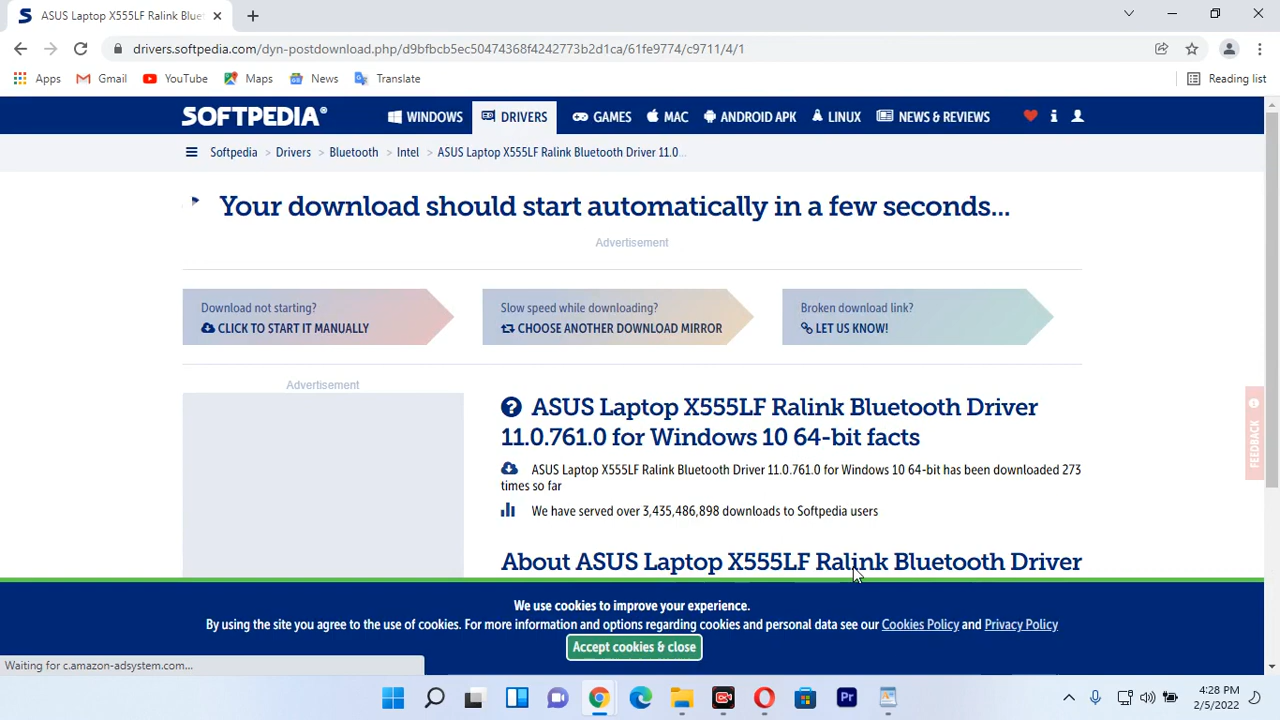 ASUS Laptop X555LF Ralink Blue
drivers.softpedia.com/dyn-postdownload.php/d9bfbcb5ec50474368f4242773b2d1ca/61fe9774/c9711/4/1
Apps Gmail YouTube Maps News Translate Reading list
SOFTPEDIA® WINDOWS DRIVERS GAMES MAC ANDROID APK LINUX NEWS & REVIEWS
Softpedia > Drivers > Bluetooth > Intel > ASUS Laptop X555LF Ralink Bluetooth Driver 11.0...
Your download should start automatically in a few seconds...
Advertisement
Download not starting? Slow speed while downloading? Broken download link?
CLICK TO START IT MANUALLY CHOOSE ANOTHER DOWNLOAD MIRROR LET US KNOW!
Advertisement
ASUS Laptop X555LF Ralink Bluetooth Driver
11.0.761.0 for Windows 10 64-bit facts
ASUS Laptop X555LF Ralink Bluetooth Driver 11.0.761.0 for Windows 10 64-bit has been downloaded 273
times so far
We have served over 3,435,486,898 downloads to Softpedia users
FEEDBACK
About ASUS Laptop X555LF Ralink Bluetooth Driver
We use cookies to improve your experience.
By using the site you agree to the use of cookies. For more information and options regarding cookies and personal data see our Cookies Policy and Privacy Policy
Accept cookies & close
Waiting for c.amazon-adsystem.com...
Pr
4:28 PM
2/5/2022